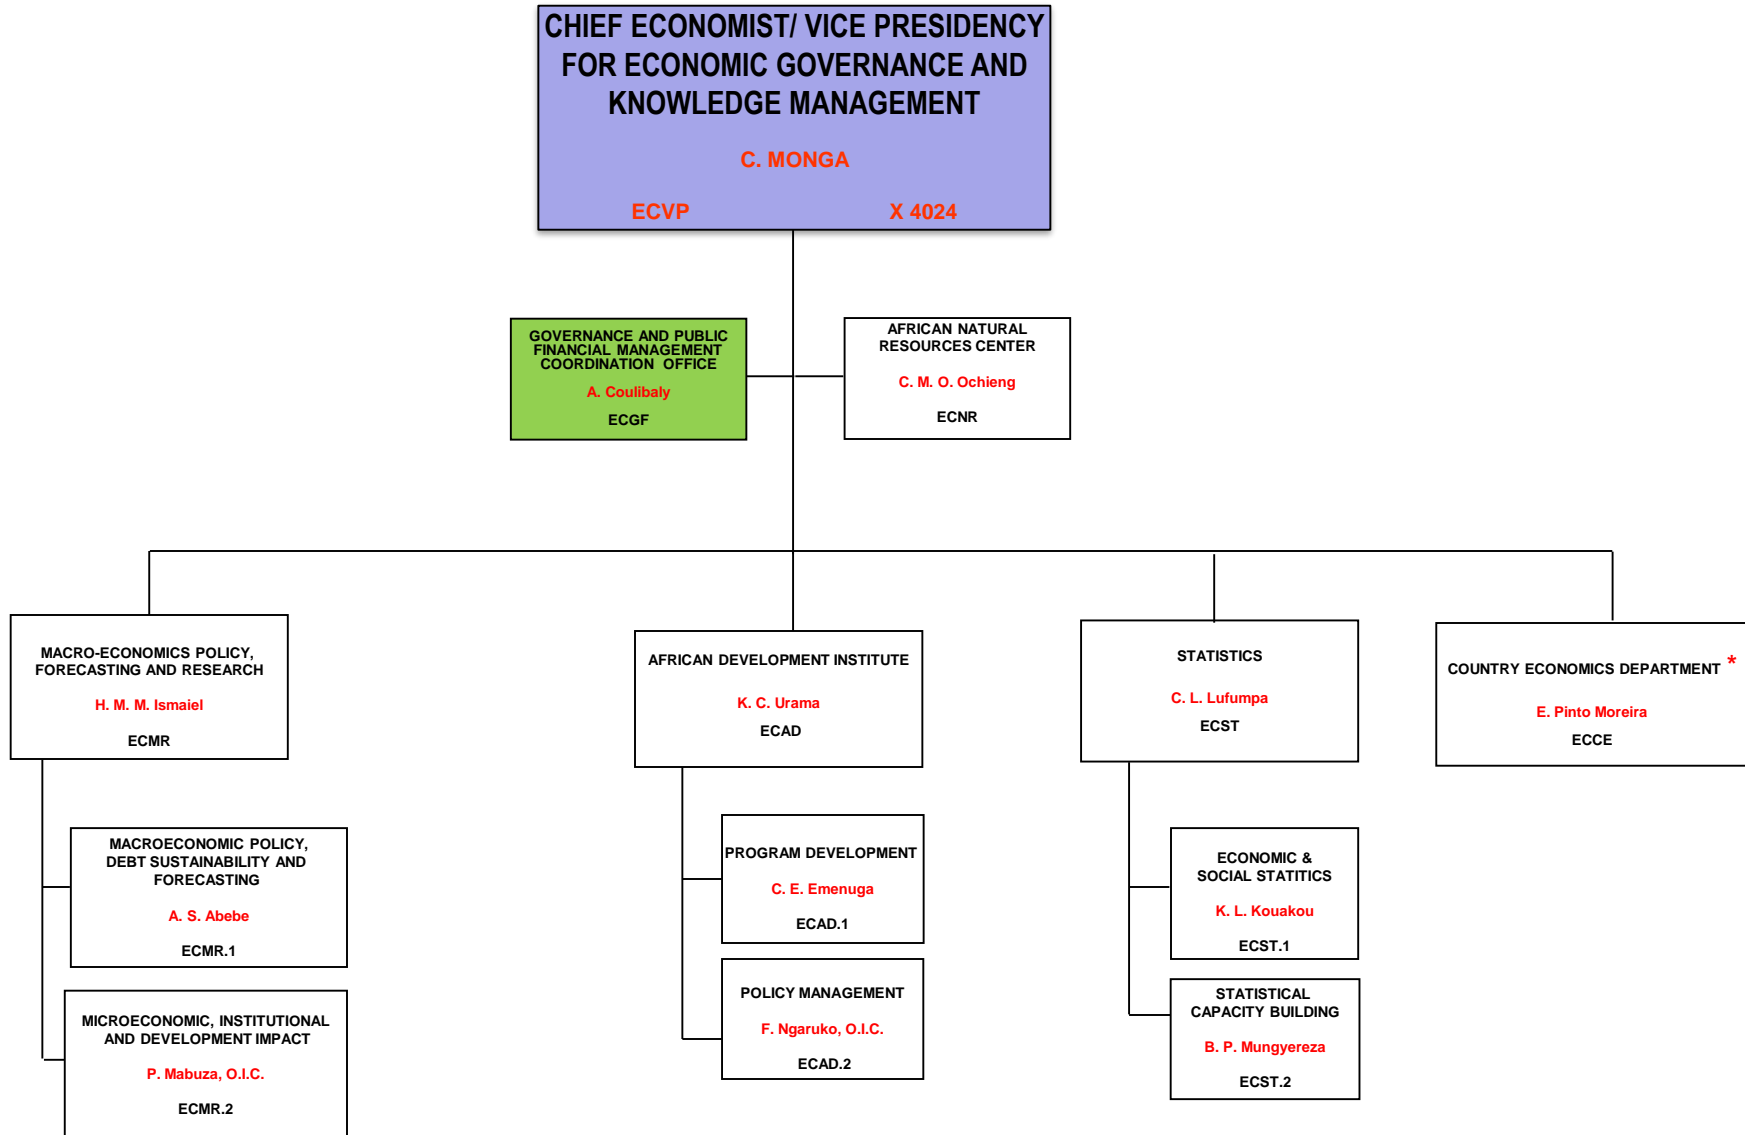 CHIEF ECONOMIST/ VICE PRESIDENCY
FOR ECONOMIC GOVERNANCE AND
KNOWLEDGE MANAGEMENT
C. MONGA
ECVP X 4024
GOVERNANCE AND PUBLIC
FINANCIAL MANAGEMENT
COORDINATION OFFICE
A. Coulibaly
ECGF
AFRICAN NATURAL
RESOURCES CENTER
C. M. O. Ochieng
ECNR
MACRO-ECONOMICS POLICY,
FORECASTING AND RESEARCH
H. M. M. Ismaiel
ECMR
AFRICAN DEVELOPMENT INSTITUTE
K. C. Urama
ECAD
STATISTICS
C. L. Lufumpa
ECST
COUNTRY ECONOMICS DEPARTMENT *
E. Pinto Moreira
ECCE
MACROECONOMIC POLICY,
DEBT SUSTAINABILITY AND
FORECASTING
A. S. Abebe
ECMR.1
MICROECONOMIC, INSTITUTIONAL
AND DEVELOPMENT IMPACT
P. Mabuza, O.I.C.
ECMR.2
PROGRAM DEVELOPMENT
C. E. Emenuga
ECAD.1
POLICY MANAGEMENT
F. Ngaruko, O.I.C.
ECAD.2
ECONOMIC &
SOCIAL STATITICS
K. L. Kouakou
ECST.1
STATISTICAL
CAPACITY BUILDING
B. P. Mungyereza
ECST.2